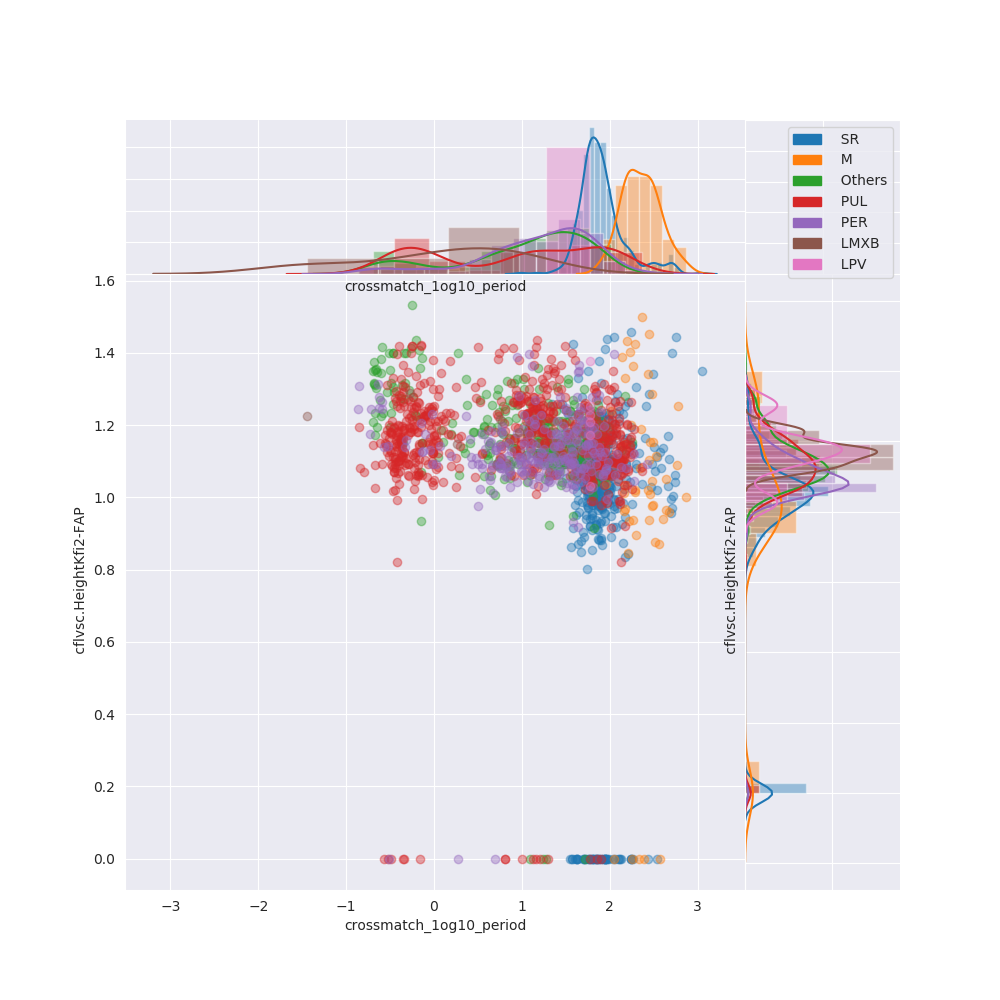 SR
M
Others
PUL
PER
LMXB
LPV
crossmatch_1og10_period
1.6
1.4
1.2
1.0
0.8
0.6
0.4
0.2
0.0
cflvsc.HeightKfi2-FAP
cflvsc.HeightKfi2-FAP
−3
−2
−1
0
1
2
3
crossmatch_1og10_period